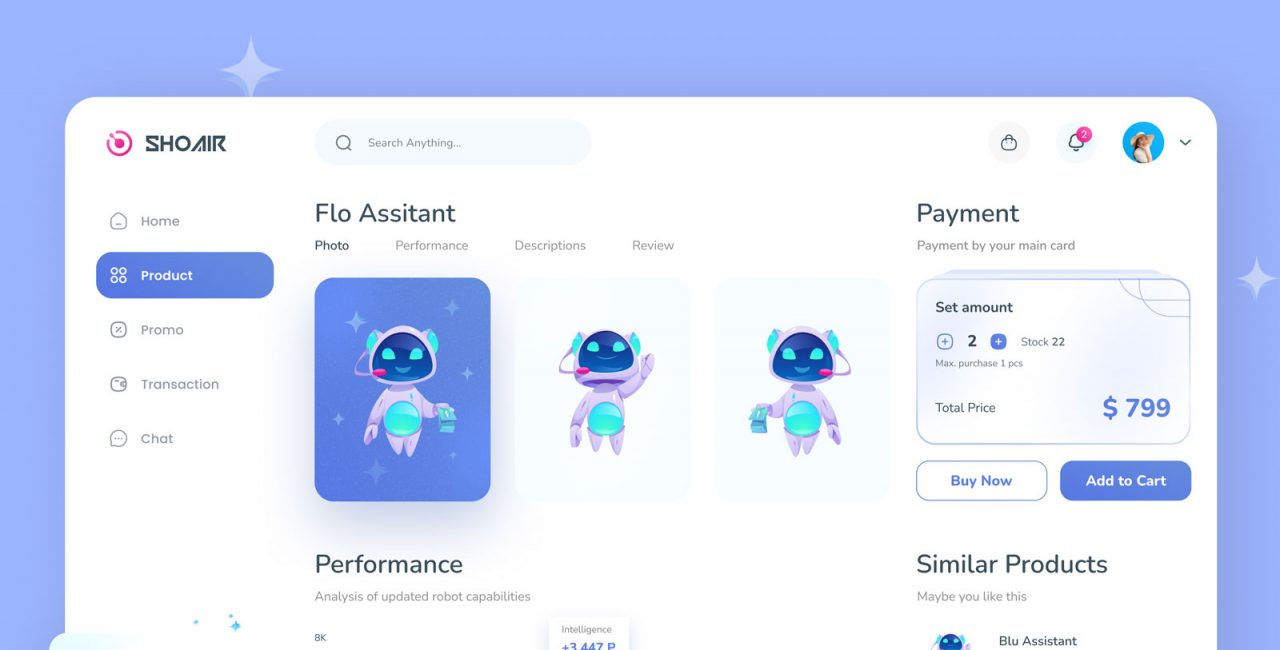 SHOAIR
Search Anything...
2
Home
Product
Promo
Transaction
Chat
Flo Assitant
Photo Performance Descriptions Review
Payment
Payment by your main card
Set amount
2 Stock 22
Max. purchase 1 pcs
Total Price $ 799
Buy Now Add to Cart
Performance
Analysis of updated robot capabilities
8K
Intelligence
+3,447 P
Similar Products
Maybe you like this
Blu Assistant